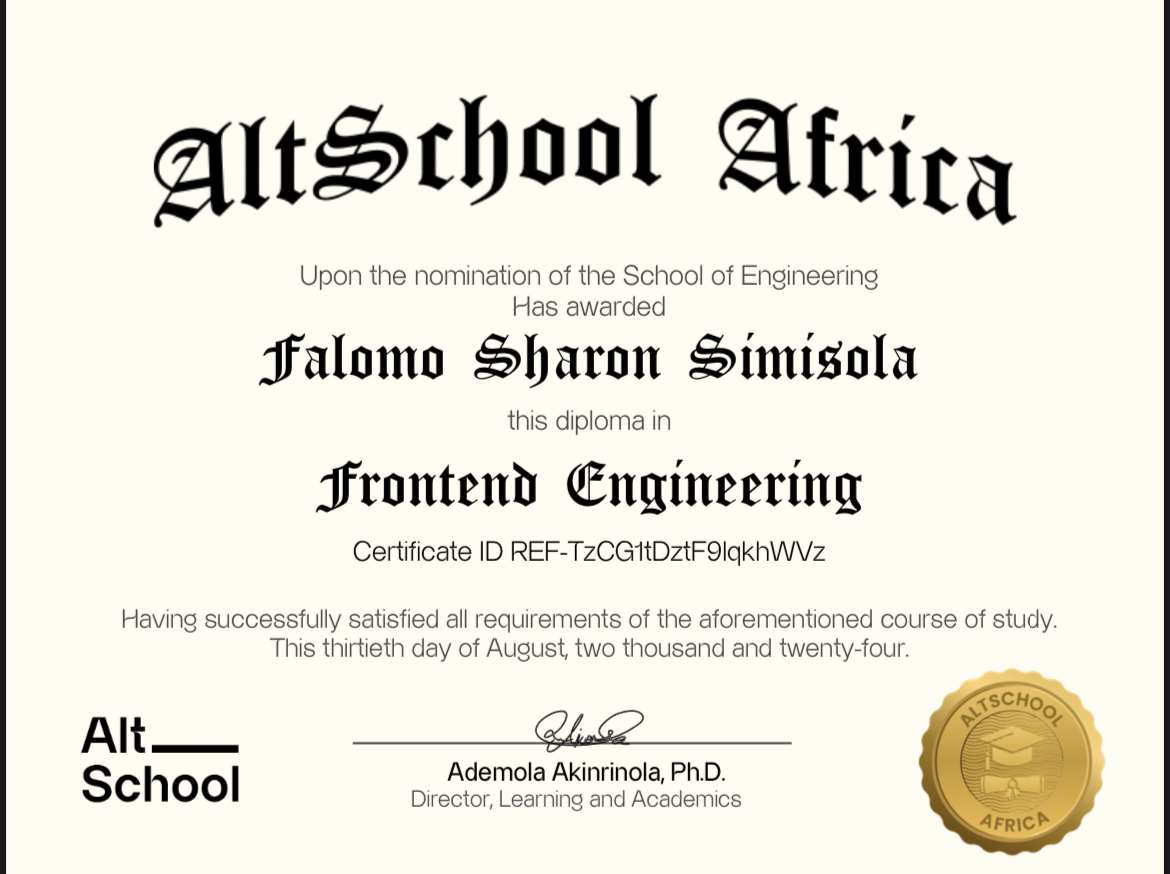 AltSchool Africa
Upon the nomination of the School of Engineering
Has awarded
Falomo Sharon Simisola
this diploma in
Frontend Engineering
Certificate ID REF-TzCG1tDztF9lqkhWVz
Having successfully satisfied all requirements of the aforementioned course of study.
This thirtieth day of August, two thousand and twenty-four.
Alt
School
Ademola Akinrinola, Ph.D.
Director, Learning and Academics
ALTSCHOOL
AFRICA